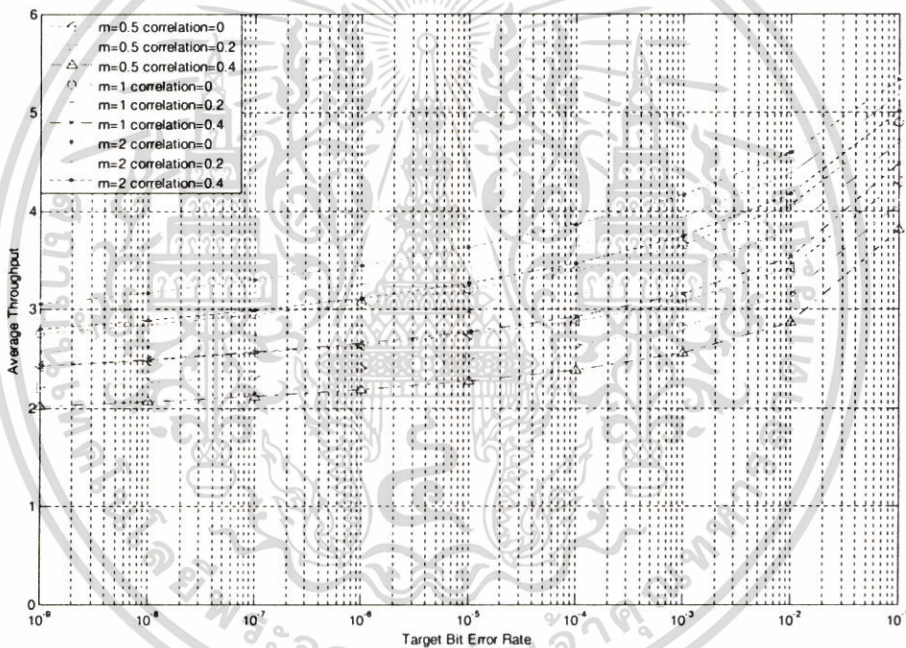 6
5
4
3
2
1
0
m=0.5 correlation=0
m=0.5 correlation=0.2
m=0.5 correlation=0.4
m=1 correlation=0
m=1 correlation=0.2
m=1 correlation=0.4
m=2 correlation=0
m=2 correlation=0.2
m=2 correlation=0.4
Average Throughput
10⁻⁹ 10⁻⁸ 10⁻⁷ 10⁻⁶ 10⁻⁵ 10⁻⁴ 10⁻³ 10⁻²
Target Bit Error Rate